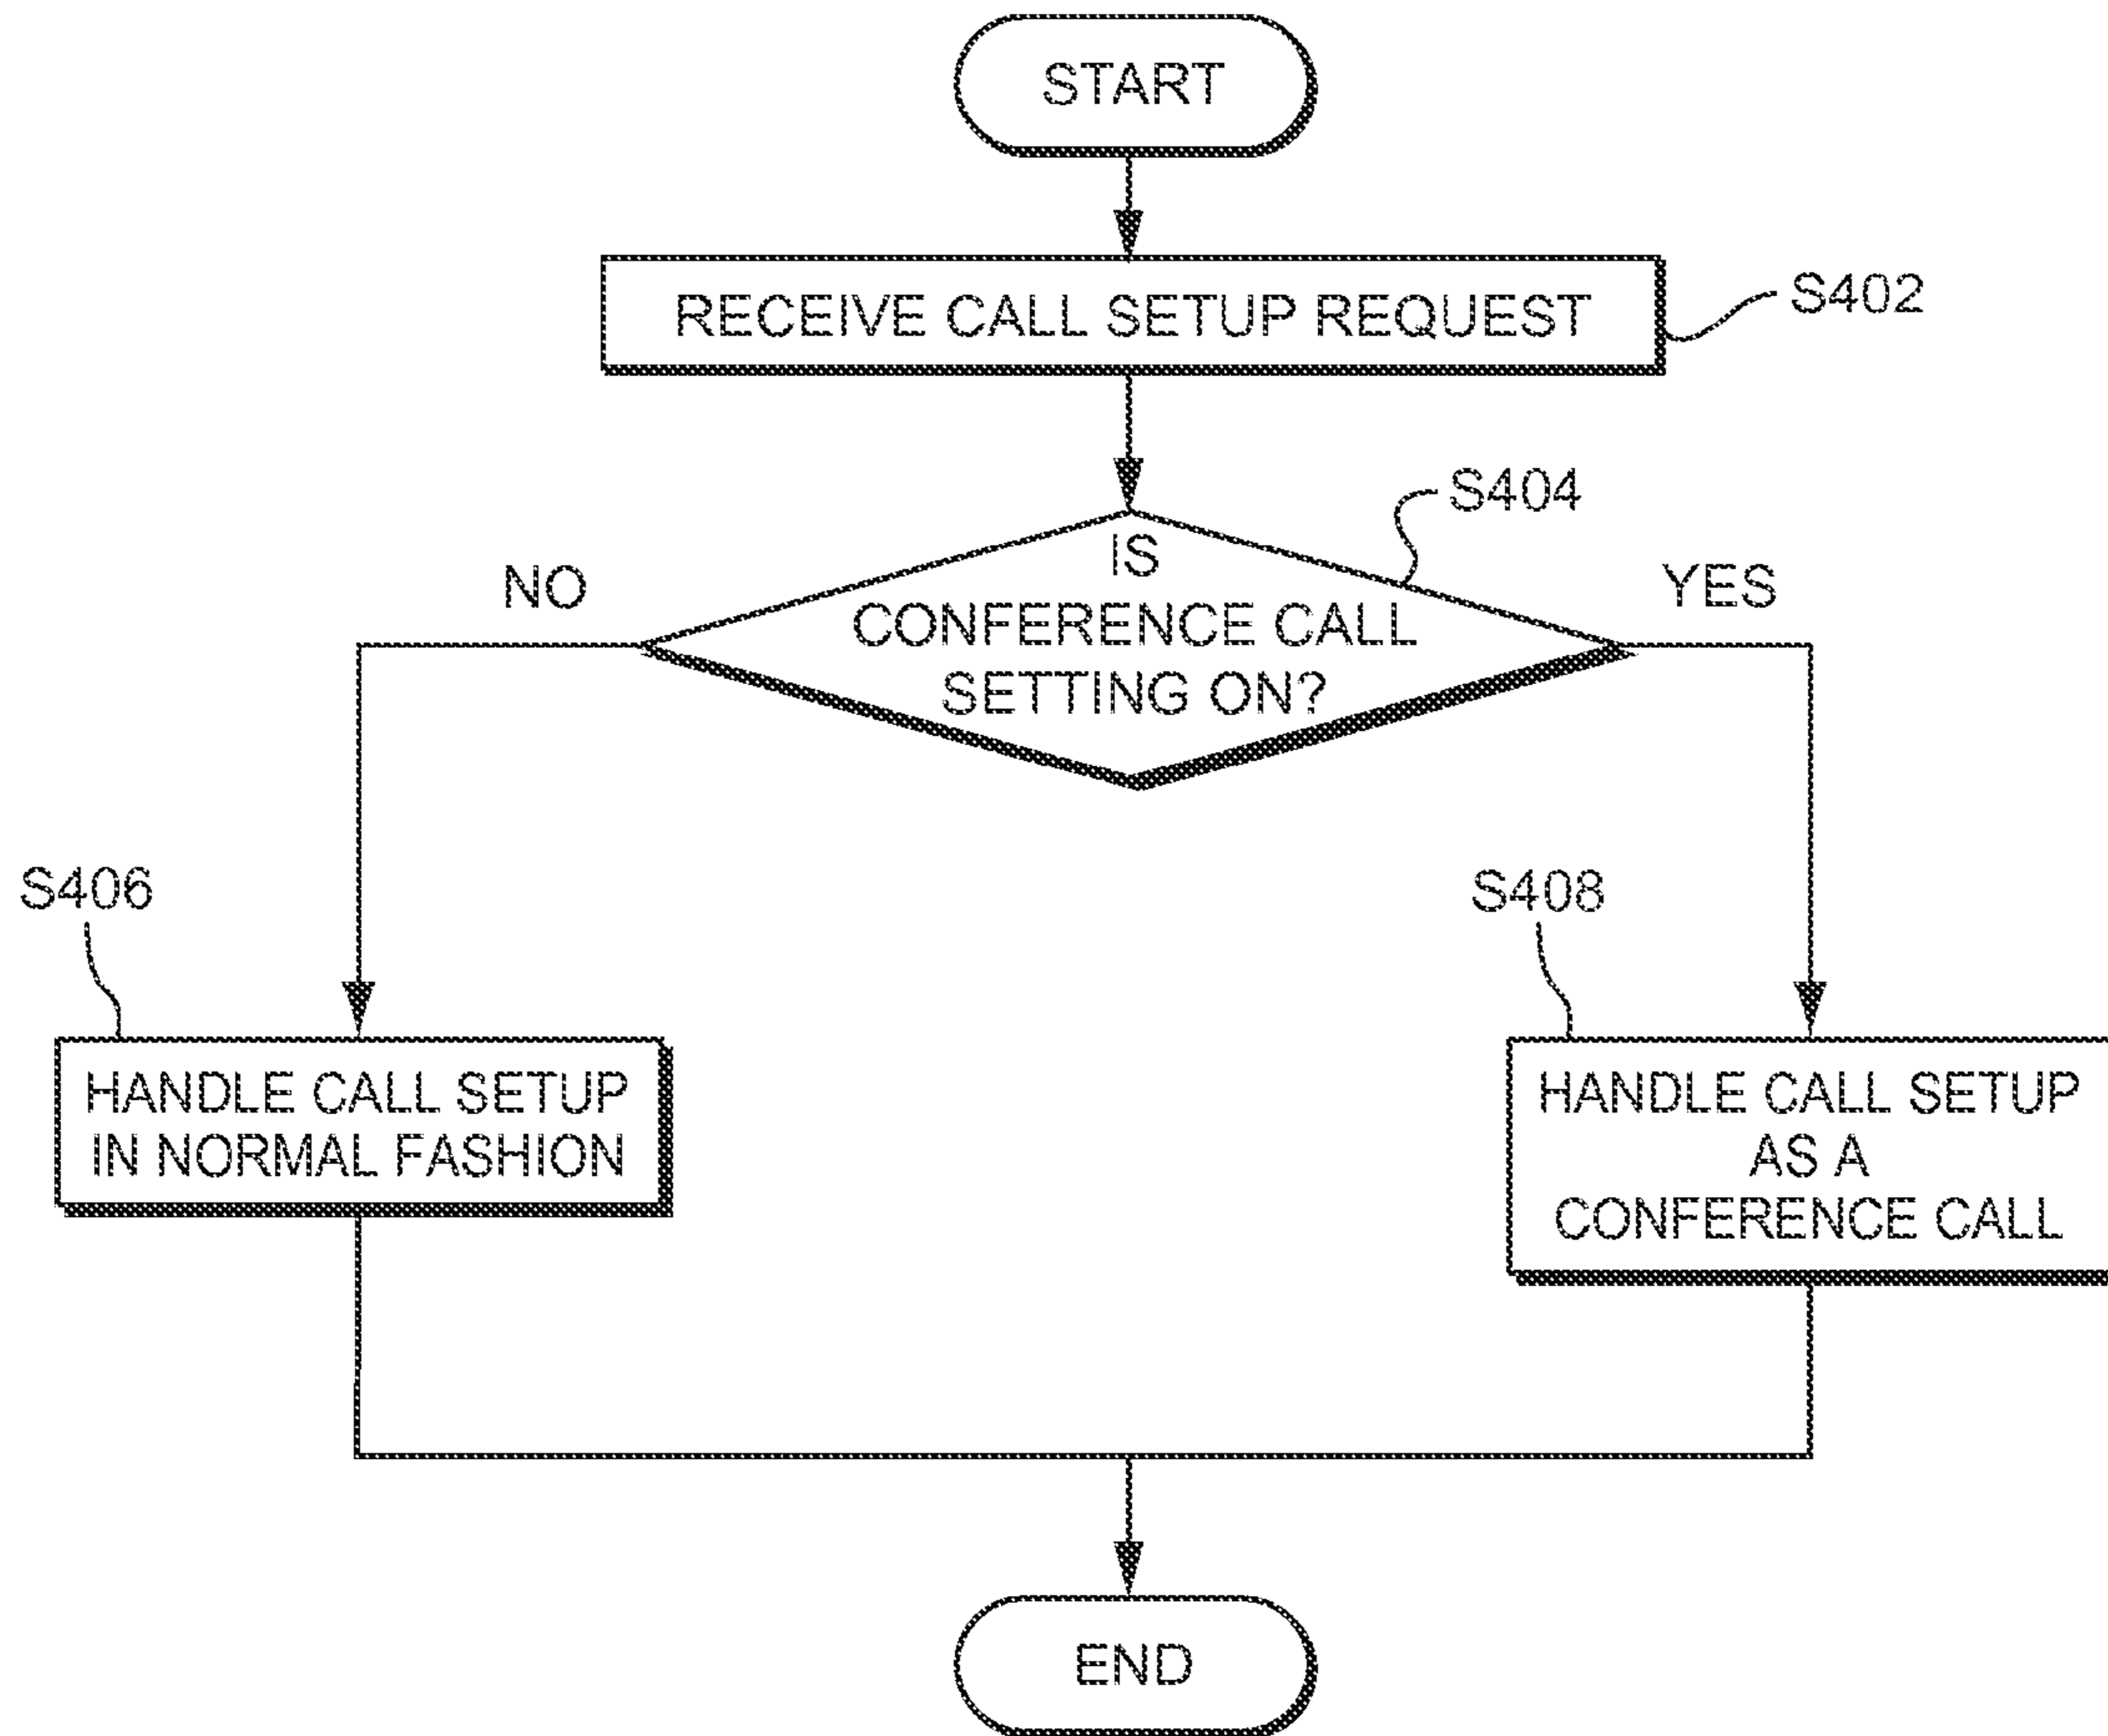 START
RECEIVE CALL SETUP REQUEST
S402
S404
IS
CONFERENCE CALL
SETTING ON?
NO
YES
S406
HANDLE CALL SETUP
IN NORMAL FASHION
S408
HANDLE CALL SETUP
AS A
CONFERENCE CALL
END